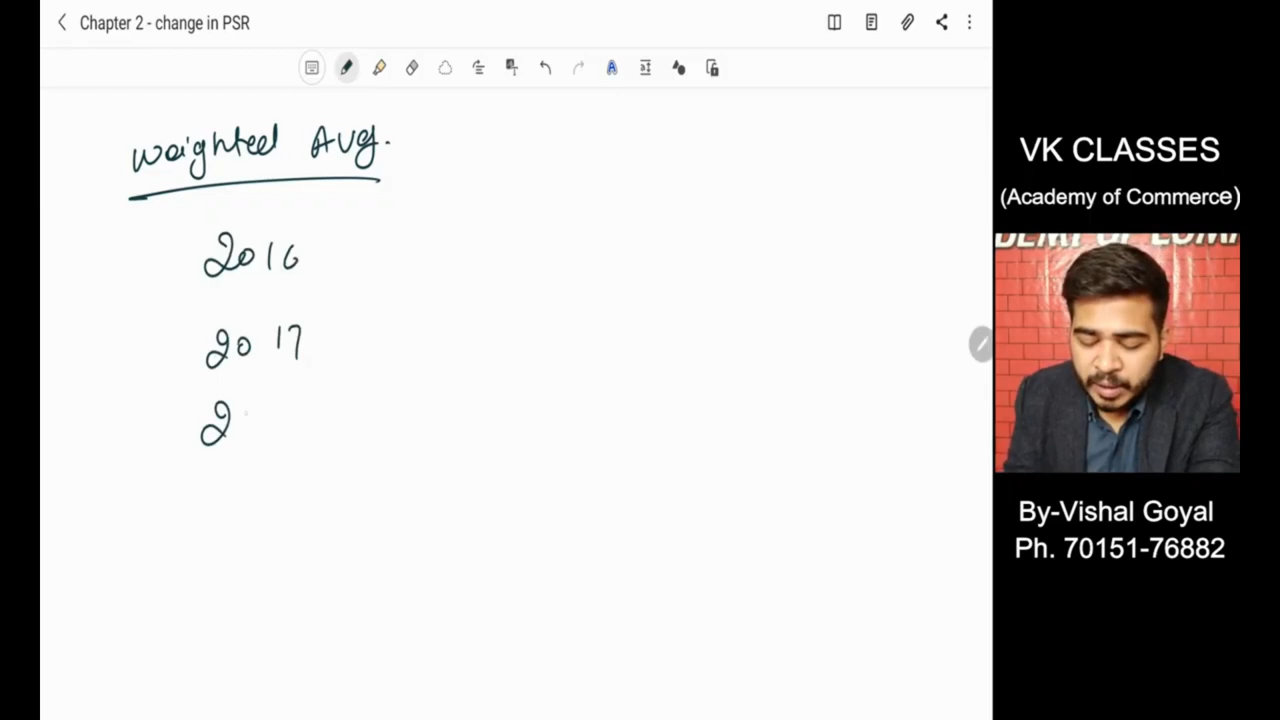 Chapter 2 - change in PSR
Weighted Avg.
2016
2017
2
VK CLASSES
(Academy of Commerce)
By-Vishal Goyal
Ph. 70151-76882